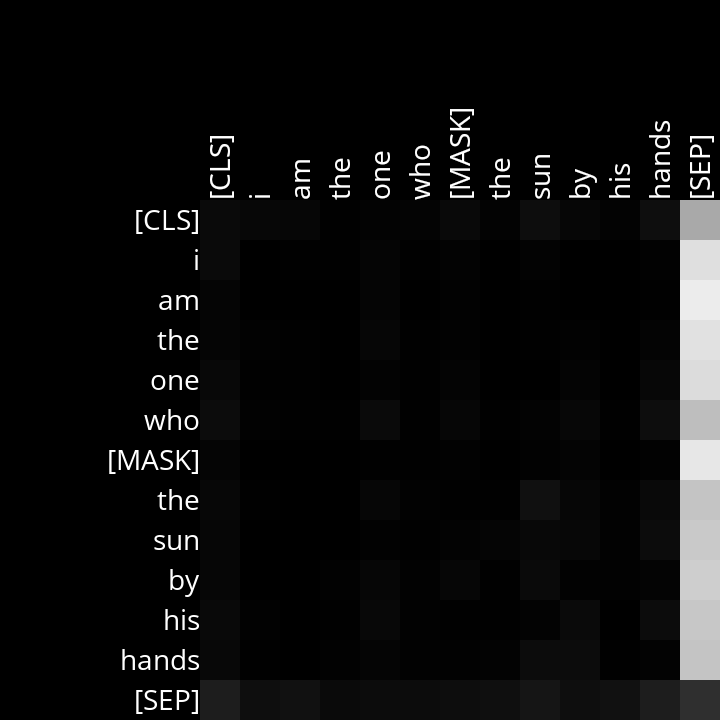 [CLS] i am the one who [MASK] the sun by his hands [SEP]
[CLS]
i
am
the
one
who
[MASK]
the
sun
by
his
hands
[SEP]